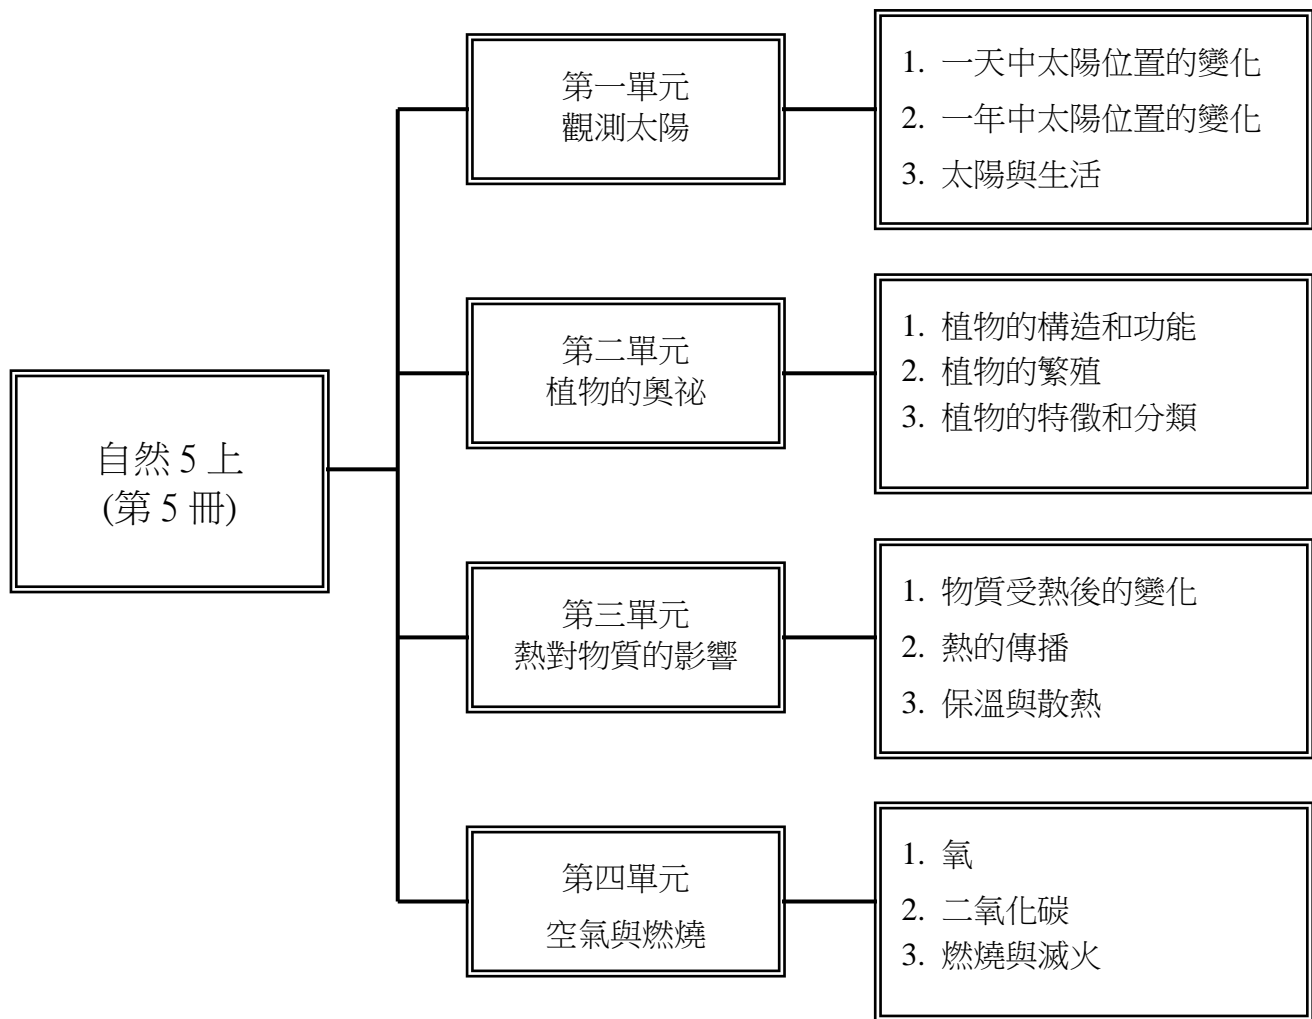 自然 5 上
(第 5 冊)
第一單元
觀測太陽
1. 一天中太陽位置的變化
2. 一年中太陽位置的變化
3. 太陽與生活
第二單元
植物的奧祕
1. 植物的構造和功能
2. 植物的繁殖
3. 植物的特徵和分類
第三單元
熱對物質的影響
1. 物質受熱後的變化
2. 熱的傳播
3. 保溫與散熱
第四單元
空氣與燃燒
1. 氧
2. 二氧化碳
3. 燃燒與滅火